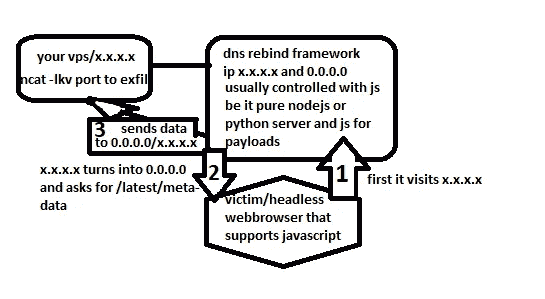 your vps/x.x.x.x
ncat -lkv port to exfil
dns rebind framework
ip x.x.x.x and 0.0.0.0
usually controlled with js
be it pure nodejs or
python server and js for
payloads
3 sends data
to 0.0.0.0/x.x.x.x
2
1
x.x.x.x turns into 0.0.0.0
and asks for /latest/meta-
data
first it visits x.x.x.x
victim/headless
webbrowser that
supports javascript